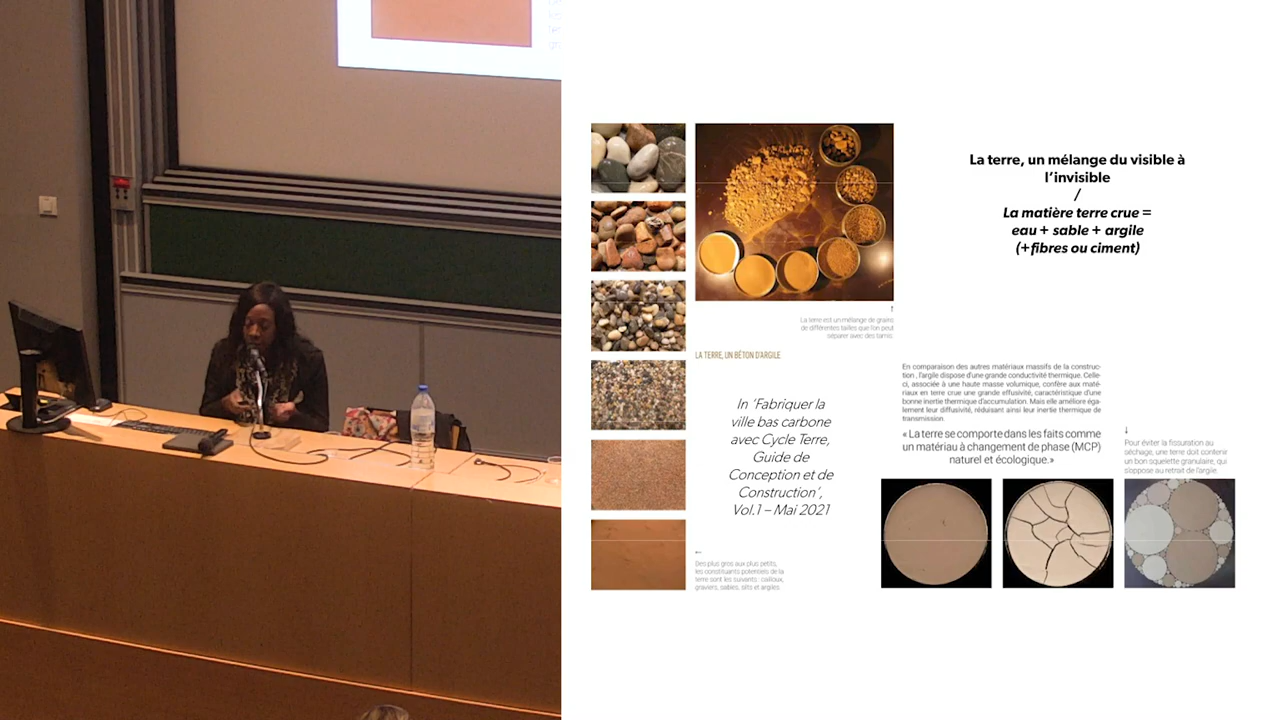 La terre, un mélange du visible à
l'invisible
/
La matière terre crue =
eau + sable + argile
(+fibres ou ciment)
↑
La terre est un mélange de grains
de différentes tailles que l'on peut
séparer avec des tamis.
LA TERRE, UN BÉTON D'ARGILE
In 'Fabriquer la
ville bas carbone
avec Cycle Terre,
Guide de
Conception et de
Construction',
Vol.1 – Mai 2021
←
Des plus gros aux plus petits,
les constituants potentiels de la
terre sont les suivants : cailloux,
graviers, sables, silts et argiles.
En comparaison des autres matériaux massifs de la construc-
tion , l'argile dispose d'une grande conductivité thermique. Celle-
ci, associée à une haute masse volumique, confère aux maté-
riaux en terre crue une grande effusivité, caractéristique d'une
bonne inertie thermique d'accumulation. Mais elle améliore éga-
lement leur diffusivité, réduisant ainsi leur inertie thermique de
transmission.
« La terre se comporte dans les faits comme
un matériau à changement de phase (MCP)
naturel et écologique.»
↓
Pour éviter la fissuration au
séchage, une terre doit contenir
un bon squelette granulaire, qui
s'oppose au retrait de l'argile.